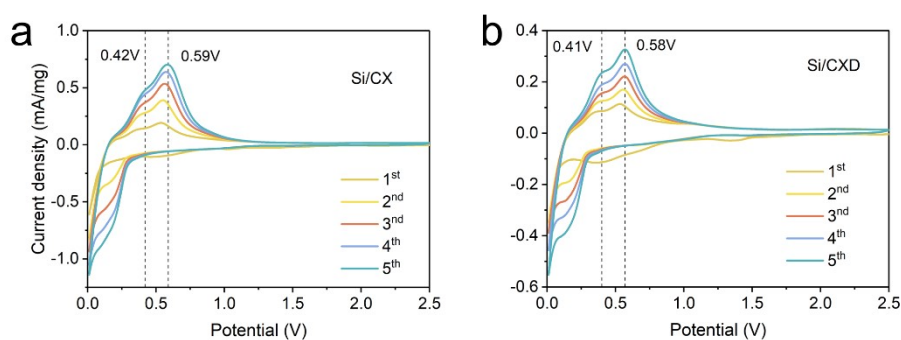 a
0.42V
0.59V
Si/CX
1st
2nd
3nd
4th
5th
Current density (mA/mg)
1.0
0.5
0.0
-0.5
-1.0
0.0 0.5 1.0 1.5 2.0 2.5
Potential (V)
b
0.41V
0.58V
Si/CXD
1st
2nd
3nd
4th
5th
0.4
0.2
0.0
-0.2
-0.4
-0.6
0.0 0.5 1.0 1.5 2.0 2.5
Potential (V)